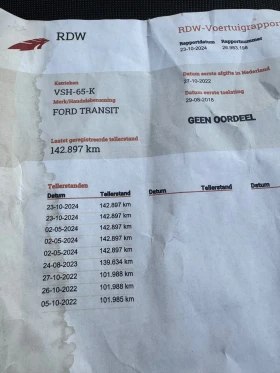 RDW
RDW-Voertuigrappor
Rapportdatum Rapportnummer
23-10-2024
Kenteken
VSH-65-K
Merk/Handelsbenaming
FORD TRANSIT
Datum eerste afgifte in Nederland
27-10-2022
Datum eerste toelating
29-09-2015
GEEN OORDEEL
Laatst geregistreerde tellerstand
142.897 km
Tellerstanden
Datum Tellerstand Datum Tellerstand Datum
23-10-2024 142.897 km
23-10-2024 142.897 km
02-05-2024 142.897 km
02-05-2024 142.897 km
02-05-2024 142.897 km
24-08-2023 139.634 km
27-10-2022 101.988 km
26-10-2022 101.988 km
05-10-2022 101.985 km